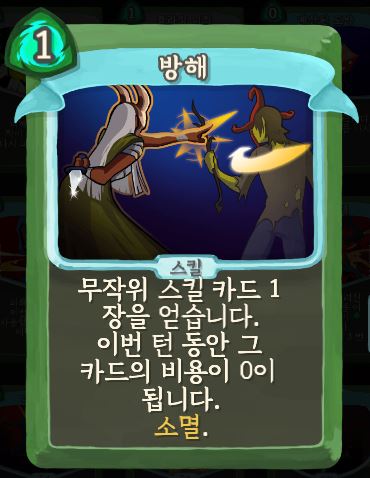 1
방해
스킬
무작위 스킬 카드 1
장을 얻습니다.
이번 턴 동안 그
카드의 비용이 0이
됩니다.
소멸.